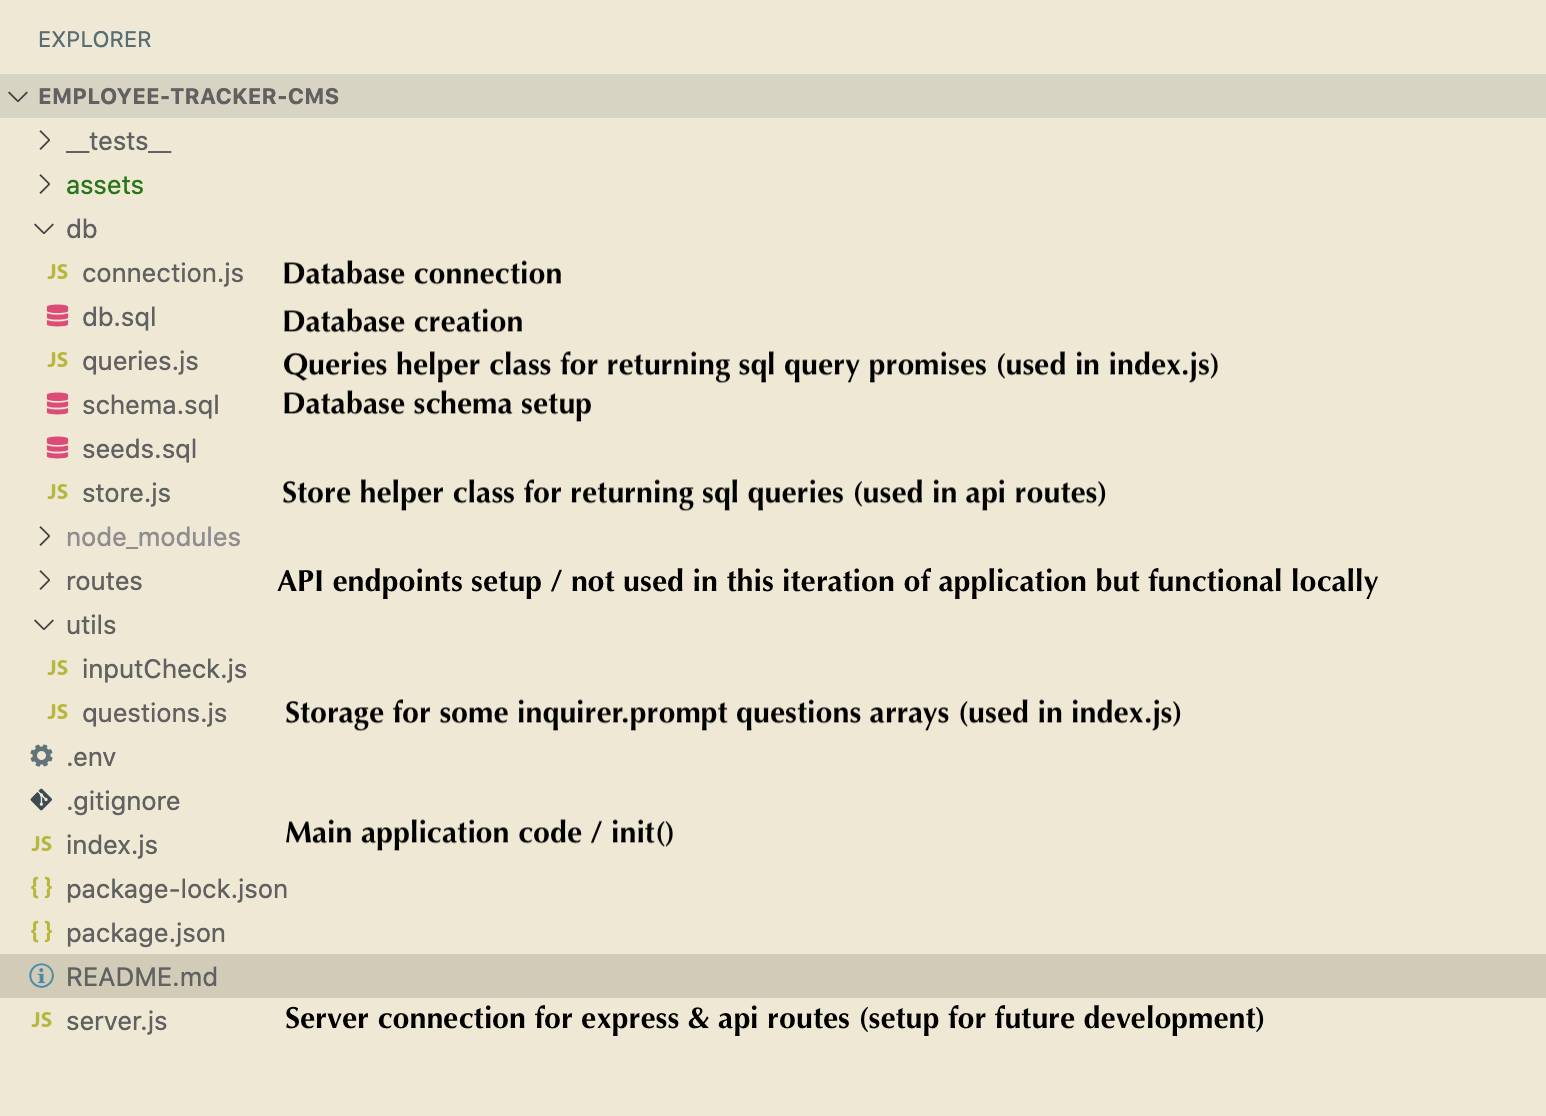 EXPLORER
EMPLOYEE-TRACKER-CMS
__tests__
assets
db
JS connection.js Database connection
db.sql Database creation
JS queries.js Queries helper class for returning sql query promises (used in index.js)
schema.sql Database schema setup
seeds.sql
JS store.js Store helper class for returning sql queries (used in api routes)
node_modules
routes API endpoints setup / not used in this iteration of application but functional locally
utils
JS inputCheck.js
JS questions.js Storage for some inquirer.prompt questions arrays (used in index.js)
.env
.gitignore
JS index.js Main application code / init()
{} package-lock.json
{} package.json
README.md
JS server.js Server connection for express & api routes (setup for future development)